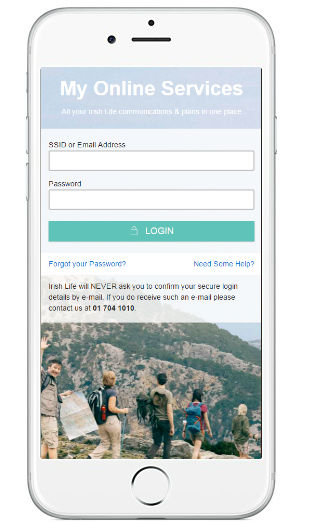 My Online Services
All your Irish Life communications & plans in one place.
SSID or Email Address
Password
LOGIN
Forgot your Password? Need Some Help?
Irish Life will NEVER ask you to confirm your secure login
details by e-mail. If you do receive such an e-mail please
contact us at 01 704 1010.